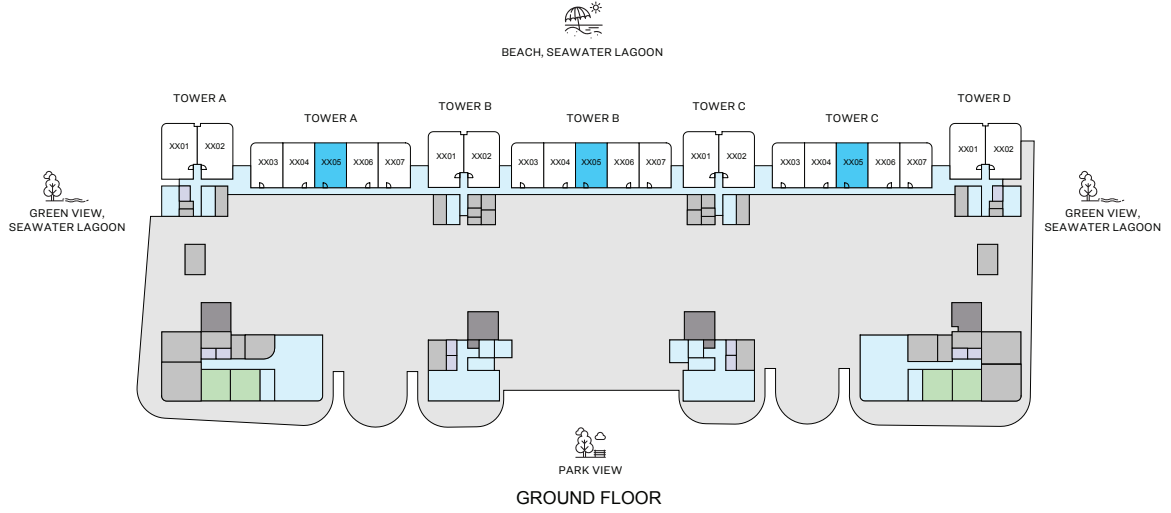 BEACH, SEAWATER LAGOON
TOWER A
TOWER A
TOWER B
TOWER B
TOWER C
TOWER C
TOWER D
XX01 XX02
XX03 XX04 XX05 XX06 XX07
XX01 XX02
XX03 XX04 XX05 XX06 XX07
XX01 XX02
XX03 XX04 XX05 XX06 XX07
XX01 XX02
GREEN VIEW,
SEAWATER LAGOON
GREEN VIEW,
SEAWATER LAGOON
PARK VIEW
GROUND FLOOR